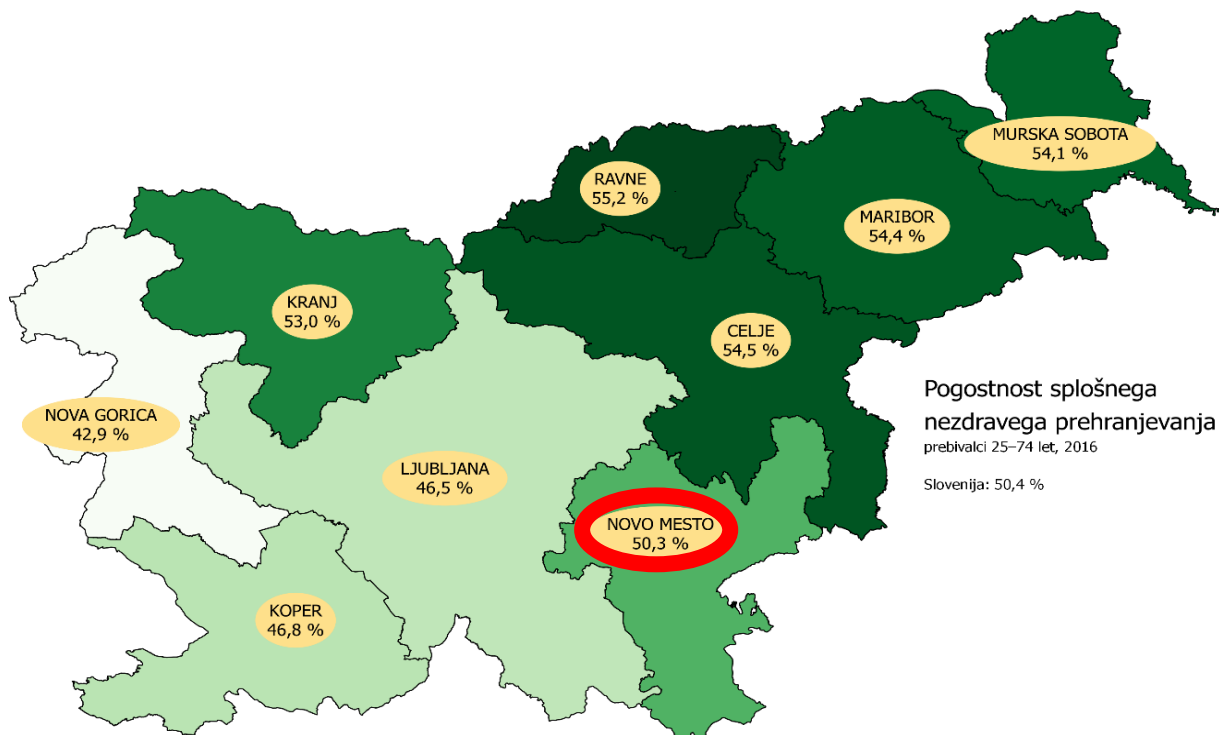 MURSKA SOBOTA
54,1 %
RAVNE
55,2 %
MARIBOR
54,4 %
KRANJ
53,0 %
CELJE
54,5 %
NOVA GORICA
42,9 %
LJUBLJANA
46,5 %
NOVO MESTO
50,3 %
KOPER
46,8 %
Pogostnost splošnega
nezdravega prehranjevanja
prebivalci 25–74 let, 2016
Slovenija: 50,4 %